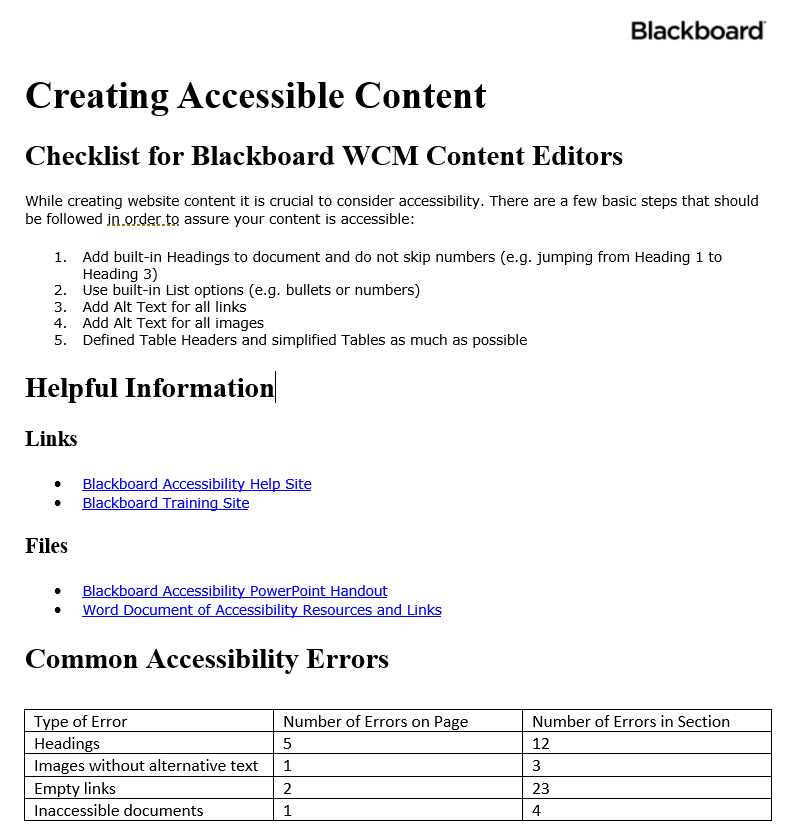 Blackboard
Creating Accessible Content
Checklist for Blackboard WCM Content Editors
While creating website content it is crucial to consider accessibility. There are a few basic steps that should
be followed in order to assure your content is accessible:
1. Add built-in Headings to document and do not skip numbers (e.g. jumping from Heading 1 to
Heading 3)
2. Use built-in List options (e.g. bullets or numbers)
3. Add Alt Text for all links
4. Add Alt Text for all images
5. Defined Table Headers and simplified Tables as much as possible
Helpful Information
Links
• Blackboard Accessibility Help Site
• Blackboard Training Site
Files
• Blackboard Accessibility PowerPoint Handout
• Word Document of Accessibility Resources and Links
Common Accessibility Errors
Type of Error Number of Errors on Page Number of Errors in Section
Headings 5 12
Images without alternative text 1 3
Empty links 2 23
Inaccessible documents 1 4